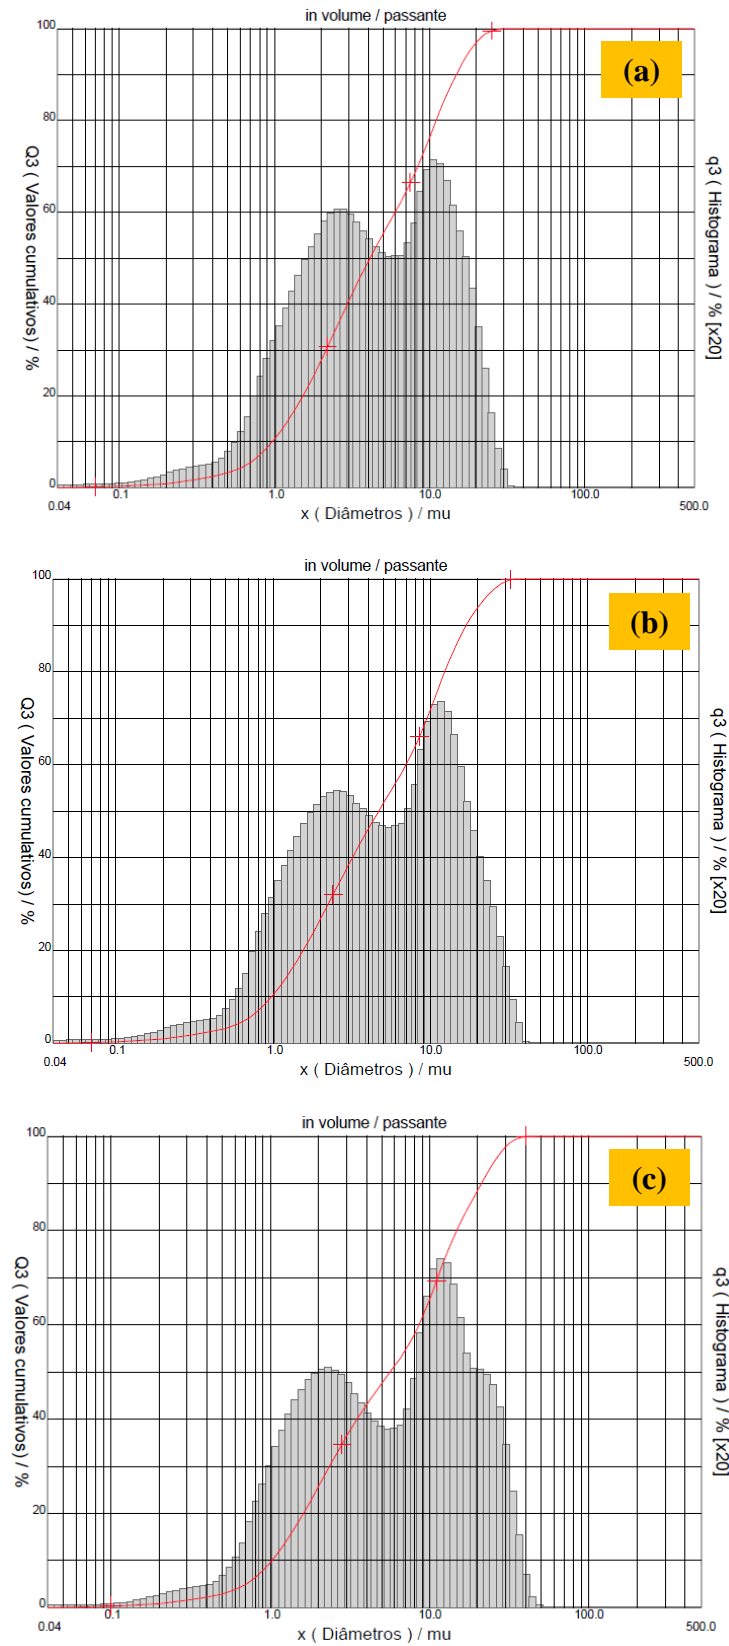 in volume / passante
(a)
100
80
60
40
20
0
Q3 ( Valores cumulativos) / %
q3 ( Histograma ) / % [x20]
0.04
0.1
1.0
10.0
100.0
500.0
x ( Diâmetros ) / mu
in volume / passante
(b)
100
80
60
40
20
0
Q3 ( Valores cumulativos) / %
q3 ( Histograma ) / % [x20]
0.04
0.1
1.0
10.0
100.0
500.0
x ( Diâmetros ) / mu
in volume / passante
(c)
100
80
60
40
20
0
Q3 ( Valores cumulativos) / %
q3 ( Histograma ) / % [x20]
0.04
0.1
1.0
10.0
100.0
500.0
x ( Diâmetros ) / mu